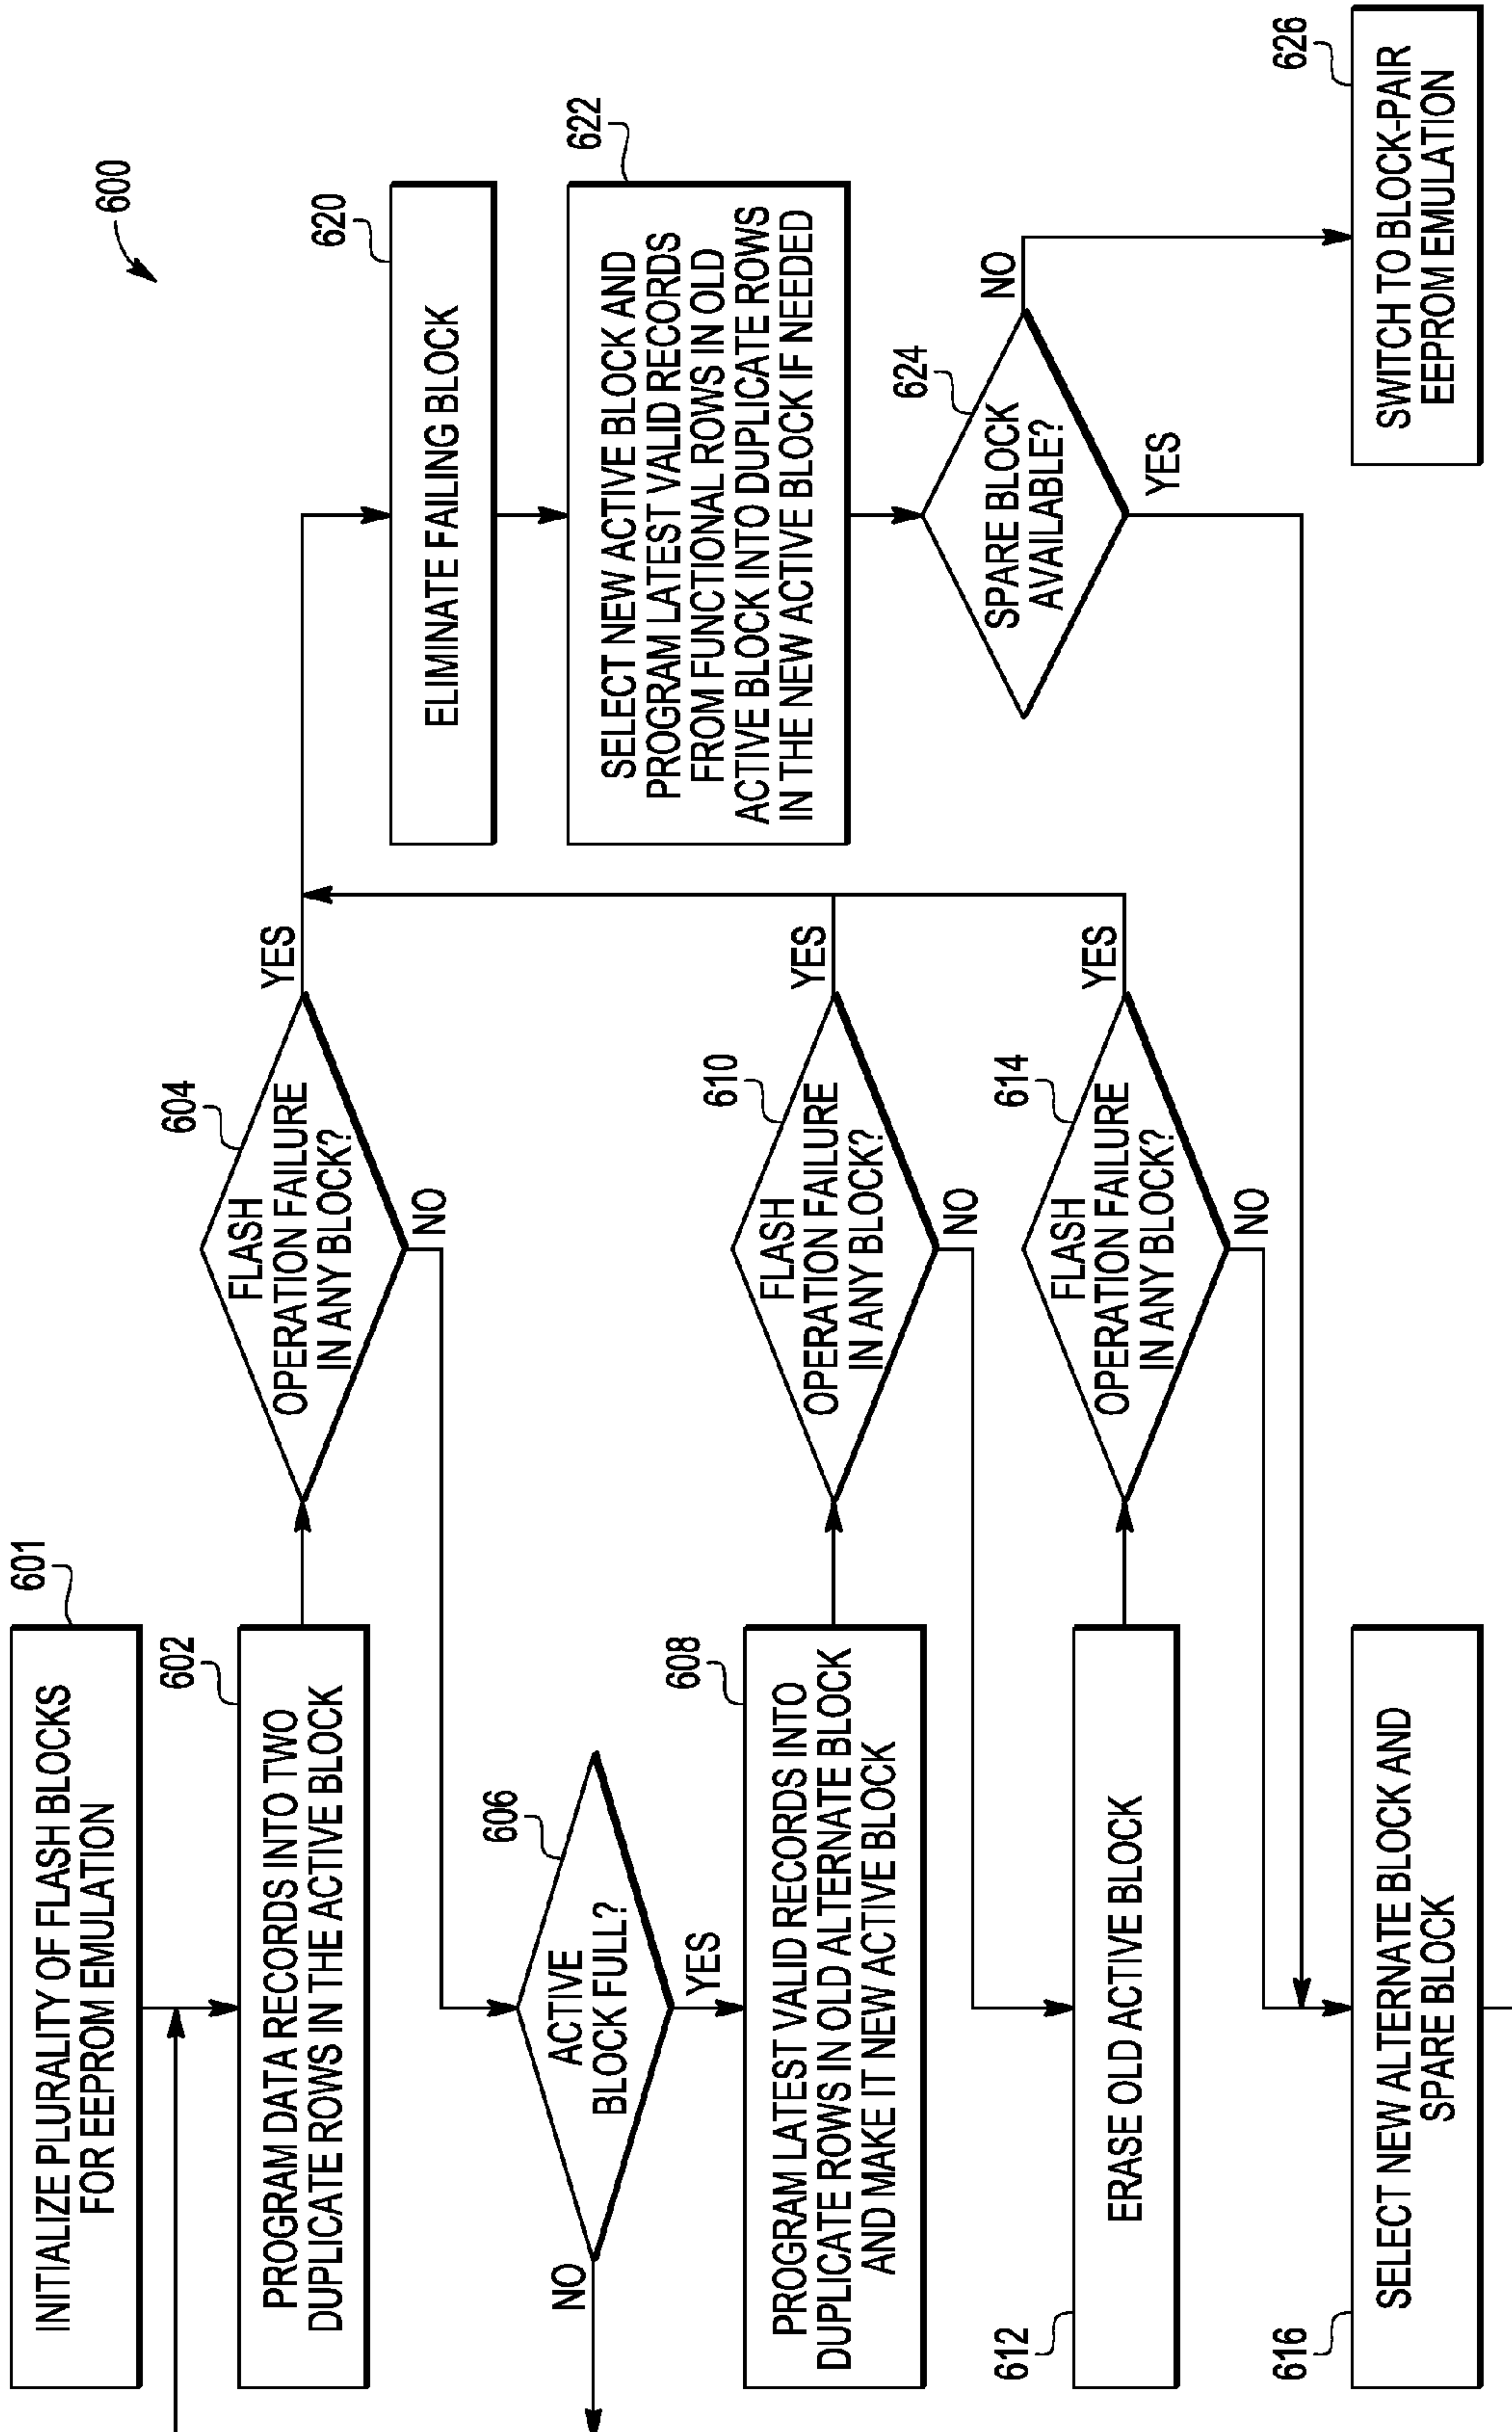 600
601
INITIALIZE PLURALITY OF FLASH BLOCKS
FOR EEPROM EMULATION
602
PROGRAM DATA RECORDS INTO TWO
DUPLICATE ROWS IN THE ACTIVE BLOCK
604
FLASH
OPERATION FAILURE
IN ANY BLOCK?
YES
NO
606
ACTIVE
BLOCK FULL?
NO
YES
608
PROGRAM LATEST VALID RECORDS INTO
DUPLICATE ROWS IN OLD ALTERNATE BLOCK
AND MAKE IT NEW ACTIVE BLOCK
610
FLASH
OPERATION FAILURE
IN ANY BLOCK?
YES
NO
612
ERASE OLD ACTIVE BLOCK
614
FLASH
OPERATION FAILURE
IN ANY BLOCK?
YES
NO
616
SELECT NEW ALTERNATE BLOCK AND
SPARE BLOCK
620
ELIMINATE FAILING BLOCK
622
SELECT NEW ACTIVE BLOCK AND
PROGRAM LATEST VALID RECORDS
FROM FUNCTIONAL ROWS IN OLD
ACTIVE BLOCK INTO DUPLICATE ROWS
IN THE NEW ACTIVE BLOCK IF NEEDED
624
SPARE BLOCK
AVAILABLE?
NO
YES
626
SWITCH TO BLOCK-PAIR
EEPROM EMULATION